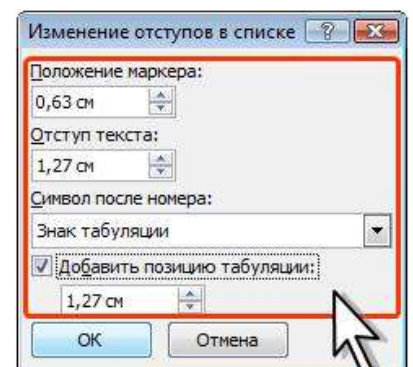 Изменение отступов в списке
Положение маркера:
0,63 см
Отступ текста:
1,27 см
Символ после номера:
Знак табуляции
Добавить позицию табуляции:
1,27 см
ОК Отмена